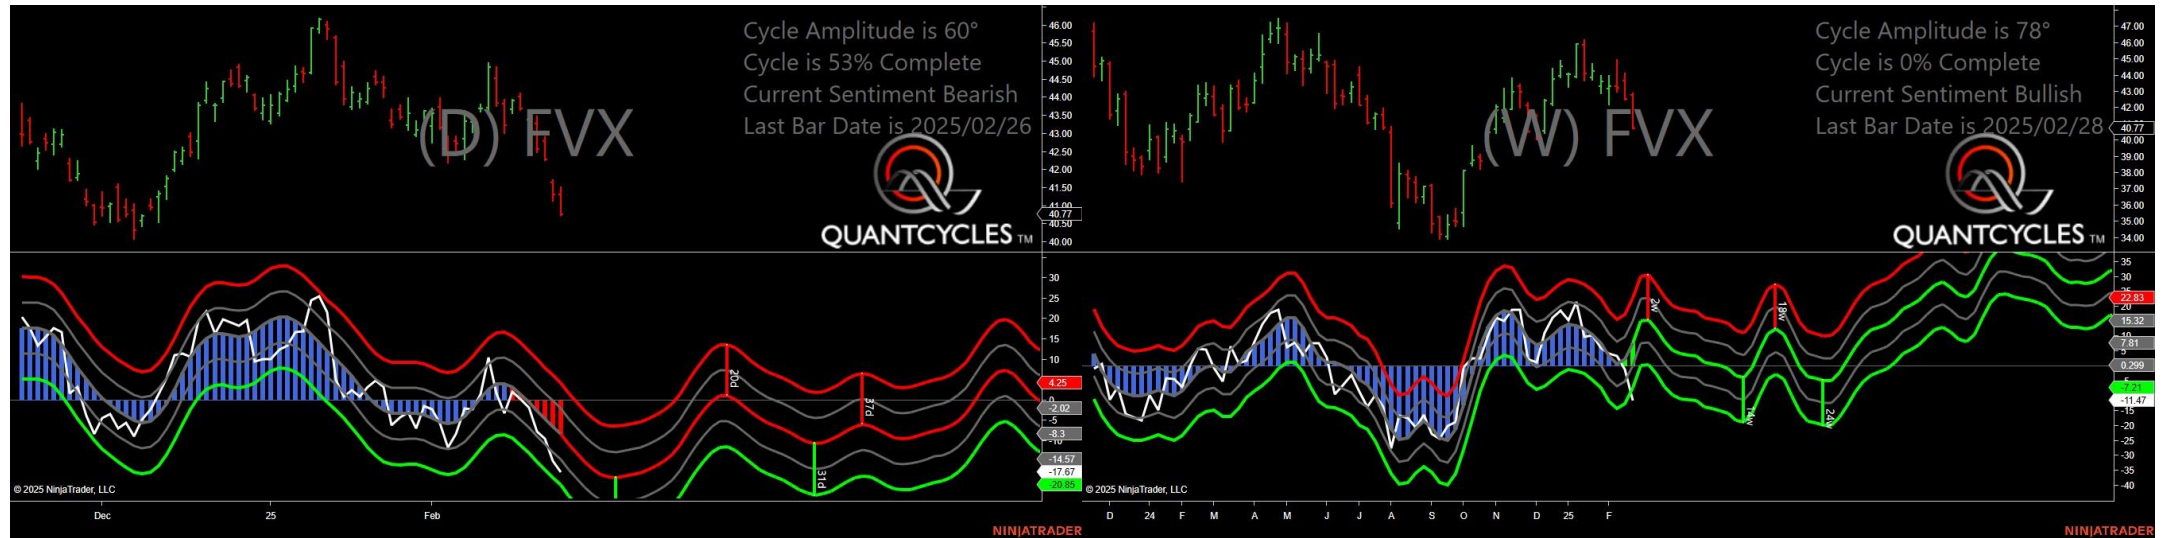 Cycle Amplitude is 60°
Cycle is 53% Complete
Current Sentiment Bearish
Last Bar Date is 2025/02/26
(D) FVX
QUANTCYCLES TM
46.00
45.00
44.50
44.00
43.50
43.00
42.50
42.00
41.50
41.00
40.77
40.50
40.00
30
25
20
15
10
4.25
0
-2.02
-5
-8.3
-10
-14.57
-17.67
-20.85
20d
31d
37d
© 2025 NinjaTrader, LLC
Dec
25
Feb
NINJATRADER
Cycle Amplitude is 78°
Cycle is 0% Complete
Current Sentiment Bullish
Last Bar Date is 2025/02/28
(W) FVX
QUANTCYCLES TM
47.00
46.00
45.00
44.00
43.00
42.00
40.77
40.00
39.00
38.00
37.00
36.00
35.00
34.00
35
30
22.83
15.32
7.81
5
0.299
-7.21
-11.47
-15
-20
-25
-30
-35
-40
2w
14w
18w
24w
© 2025 NinjaTrader, LLC
D 24 F M A M J J A S O N D 25 F
NINJATRADER